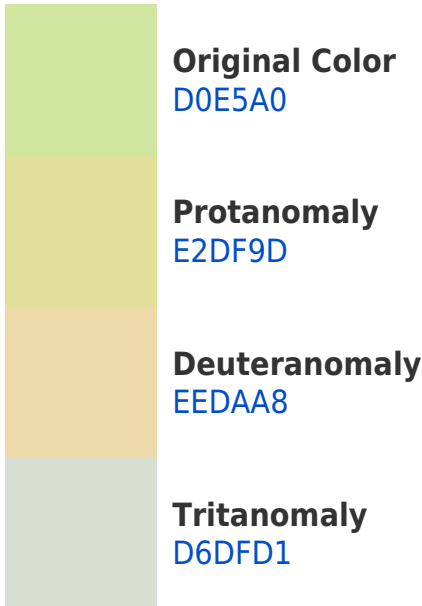 Original Color
D0E5A0
Protanomaly
E2DF9D
Deuteranomaly
EEDAA8
Tritanomaly
D6DFD1